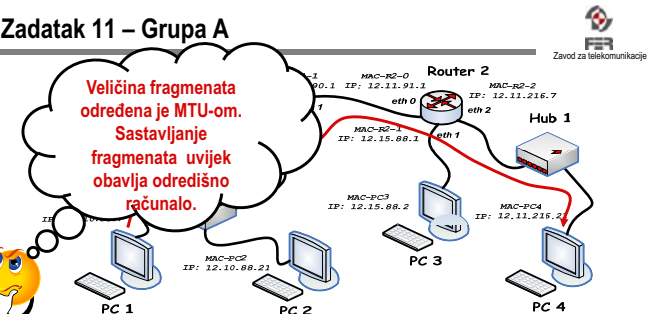 Zadatak 11 – Grupa A
FER
Zavod za telekomunikacije
Veličina fragmenata
određena je MTU-om.
Sastavljanje
fragmenata uvijek
obavlja odredišno
računalo.
MAC-R2-0
IP: 12.11.91.1
Router 2
MAC-R2-2
IP: 12.11.216.7
eth 0
eth 2
eth 1
Hub 1
MAC-R2-1
IP: 12.15.88.1
MAC-PC3
IP: 12.15.88.2
MAC-PC4
IP: 12.11.216.21
PC 3
MAC-PC2
IP: 12.10.88.21
PC 1
PC 2
PC 4